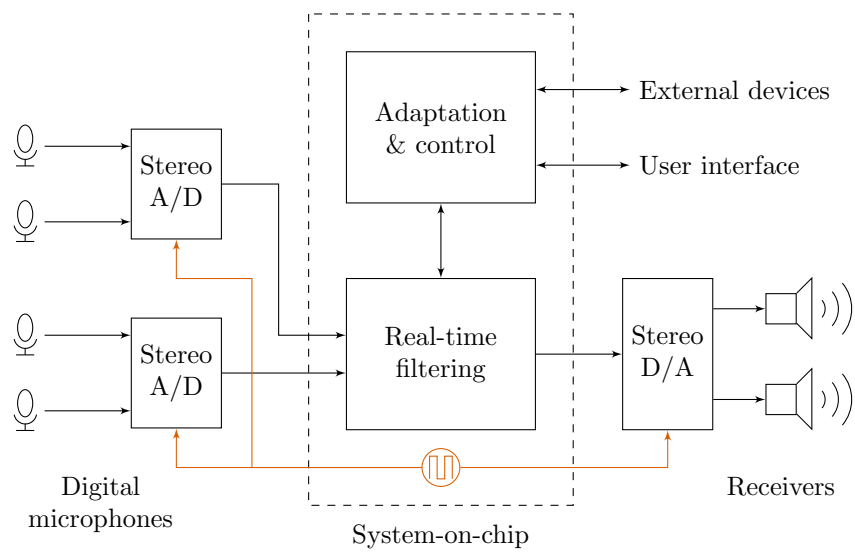 Adaptation
& control
External devices
User interface
Stereo
A/D
Stereo
A/D
Real-time
filtering
Stereo
D/A
Digital
microphones
Receivers
System-on-chip